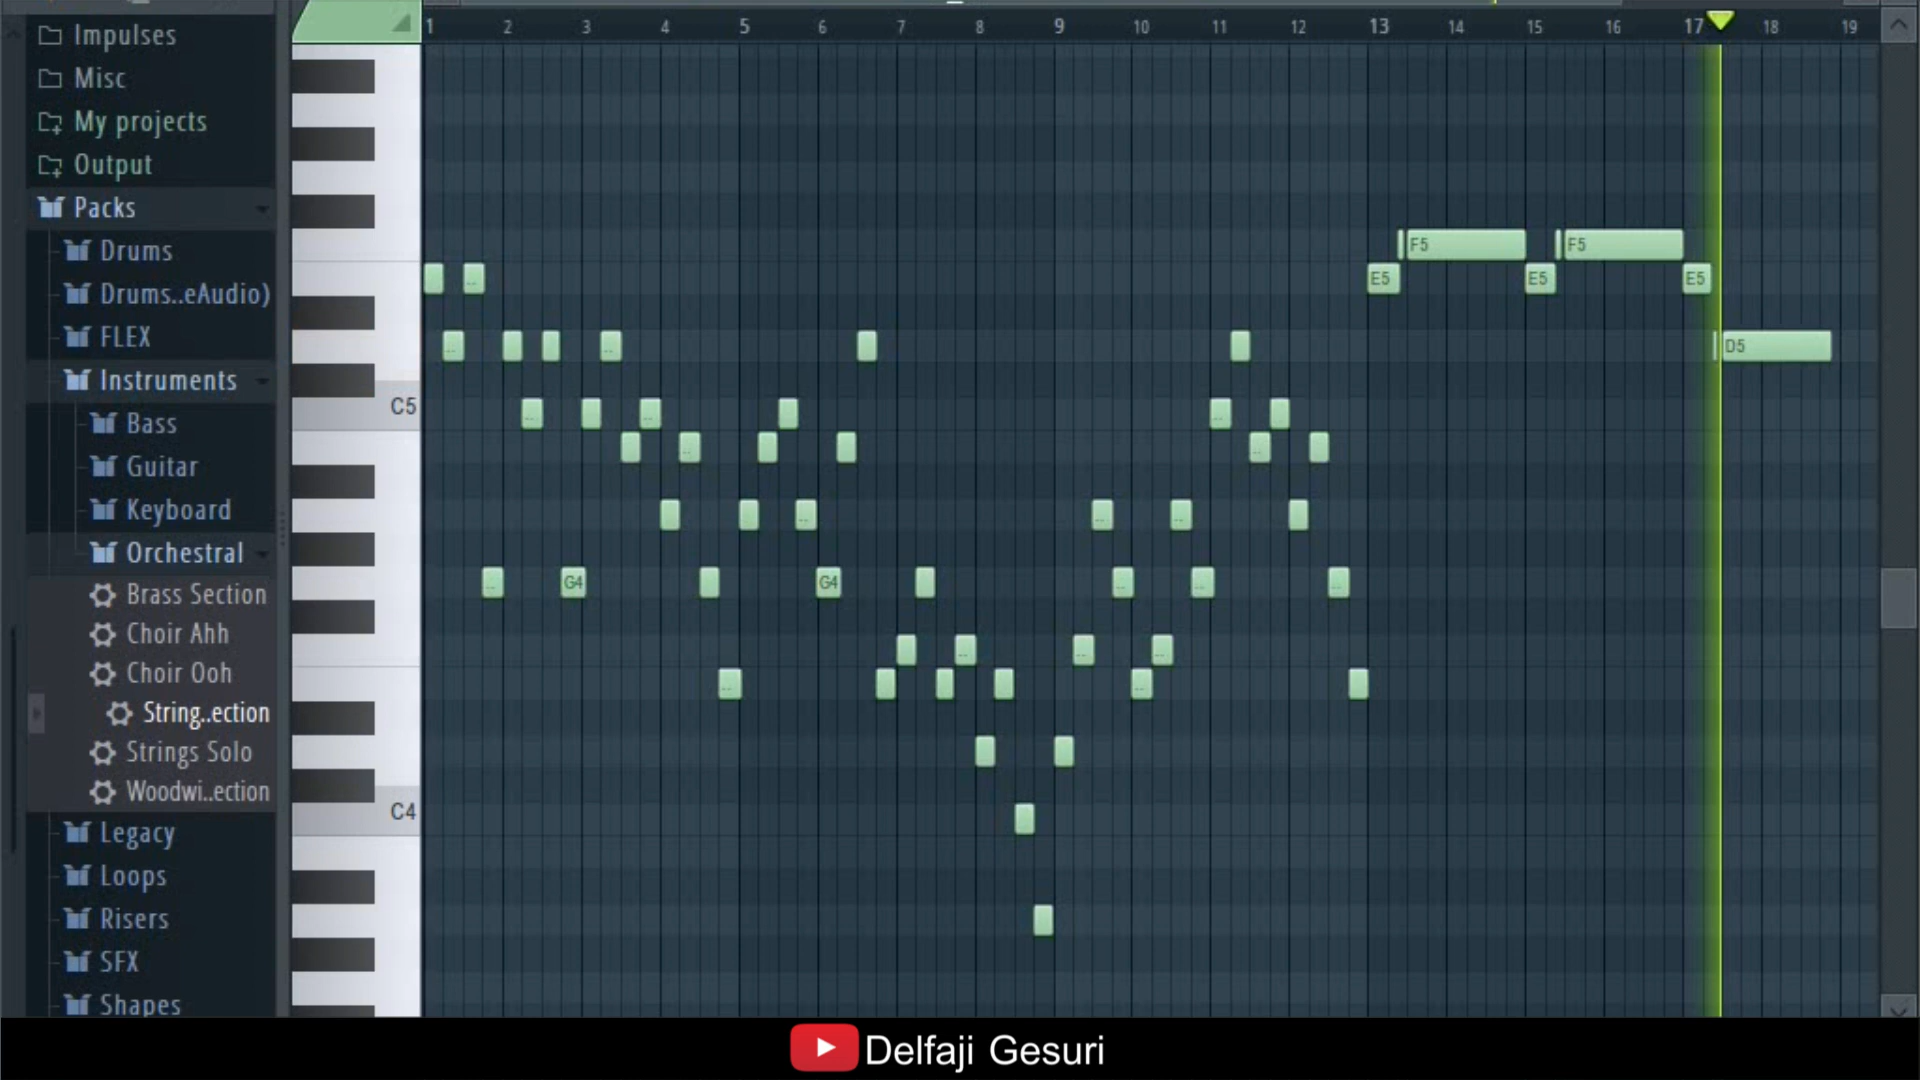 1 2 3 4 5 6 7 8 9 10 11 12 13 14 15 16 17 18 19
Impulses
Misc
My projects
Output
Packs
Drums
Drums..eAudio)
FLEX
Instruments
Bass
Guitar
Keyboard
Orchestral
Brass Section
Choir Ahh
Choir Ooh
String..ection
Strings Solo
Woodwi..ection
Legacy
Loops
Risers
SFX
Shapes
C5
C4
F5 F5
E5 E5 E5
D5
G4 G4
Delfaji Gesuri